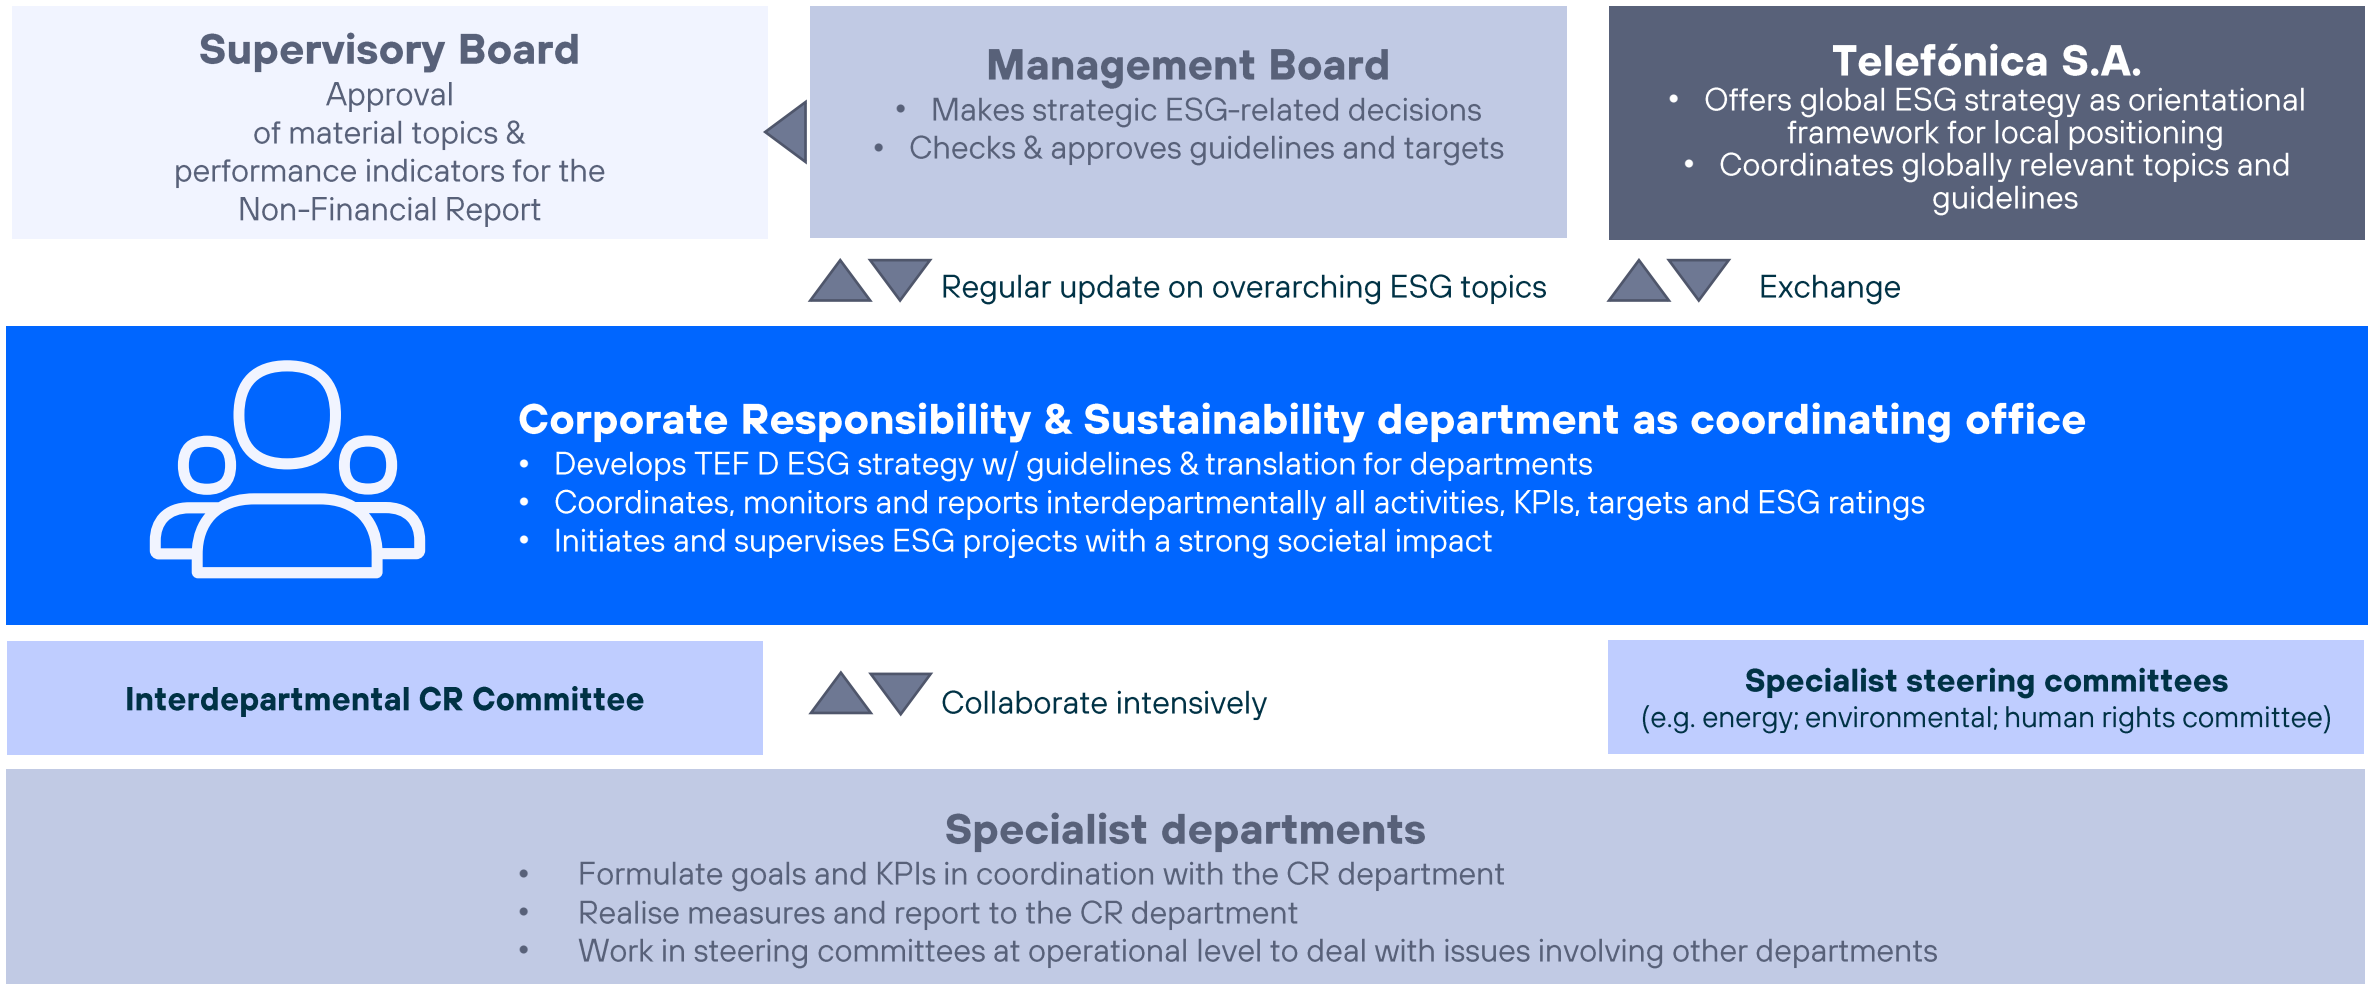 Supervisory Board
Approval
of material topics &
performance indicators for the
Non-Financial Report
Management Board
• Makes strategic ESG-related decisions
• Checks & approves guidelines and targets
Telefónica S.A.
• Offers global ESG strategy as orientational
framework for local positioning
• Coordinates globally relevant topics and
guidelines
Regular update on overarching ESG topics
Exchange
Corporate Responsibility & Sustainability department as coordinating office
• Develops TEF D ESG strategy w/ guidelines & translation for departments
• Coordinates, monitors and reports interdepartmentally all activities, KPIs, targets and ESG ratings
• Initiates and supervises ESG projects with a strong societal impact
Interdepartmental CR Committee
Collaborate intensively
Specialist steering committees
(e.g. energy; environmental; human rights committee)
Specialist departments
• Formulate goals and KPIs in coordination with the CR department
• Realise measures and report to the CR department
• Work in steering committees at operational level to deal with issues involving other departments